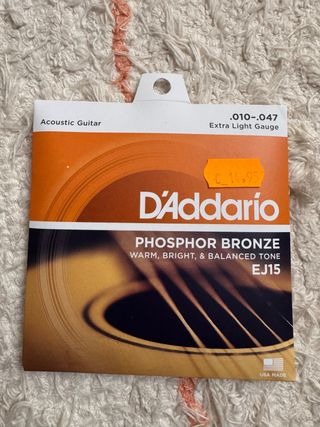 Acoustic Guitar
.010-.047
Extra Light Gauge
D'Addario
PHOSPHOR BRONZE
WARM, BRIGHT, & BALANCED TONE
EJ15
USA MADE